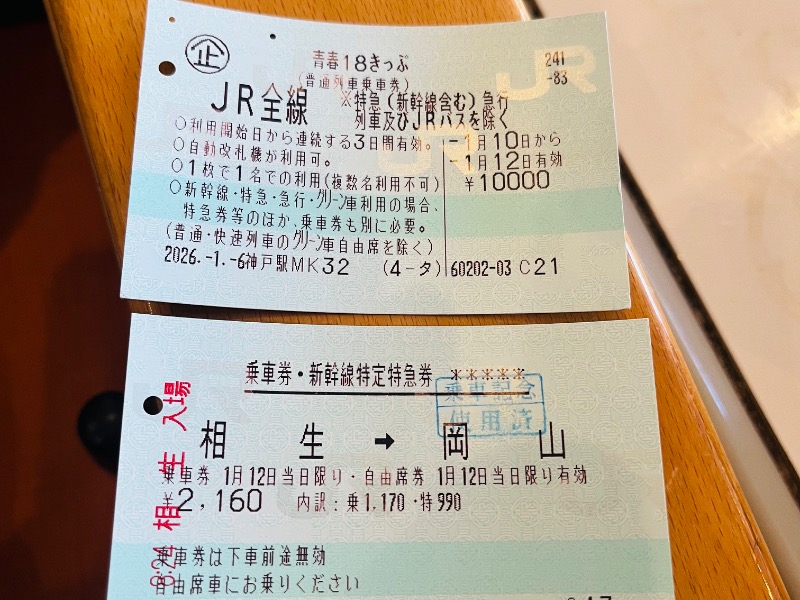 企
青春18きっぷ
241
-83
(普通列車乗車券)
JR全線
※特急(新幹線含む)急行
列車及びJRバスを除く
○利用開始日から連続する3日間有効。
-1月10日から
○自動改札機が利用可。
-1月12日有効
○1枚で1名での利用(複数名利用不可)
¥10000
○新幹線・特急・急行・グリーン車利用の場合、
特急券等のほか、乗車券も別に必要。
(普通・快速列車のグリーン車自由席を除く)
2026.-1.-6神戸駅MK32 (4-タ) 60202-03 C21
JR
乗車券・新幹線特定特急券 *****
乗車記念
使用済
相生→岡山
乗車券 1月12日当日限り・自由席券 1月12日当日限り有効
¥2,160 内訳:乗1,170・特990
乗車券は下車前途無効
自由席車にお乗りください
8:24 相生 入場